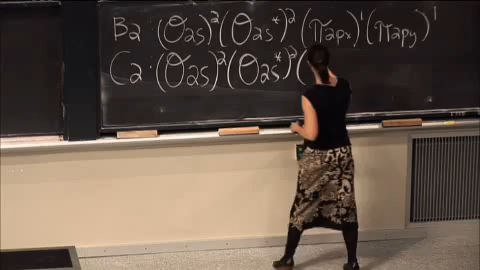 B₂ (σ₂s)² (σ₂s*)² (π₂px)¹ (π₂py)¹
C₂: (σ₂s)² (σ₂s*)² (